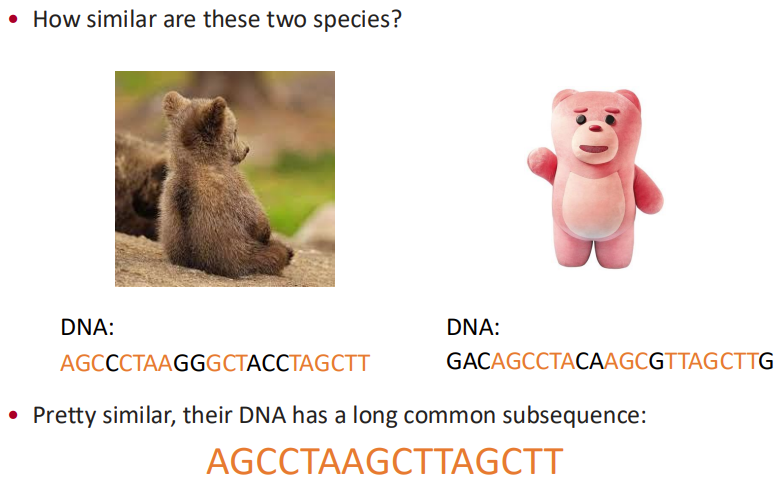 • How similar are these two species?
DNA:
AGCCCTAAGGGCTACCTAGCTT
DNA:
GACAGCCTACAAGCGTTAGCTTG
• Pretty similar, their DNA has a long common subsequence:
AGCCTAAGCTTAGCTT